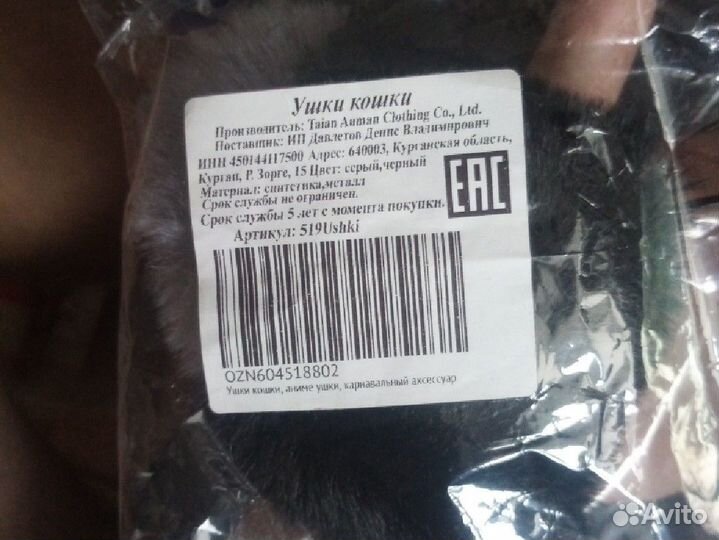 Ушки кошки
Производитель: Taian Auman Clothing Co., Ltd.
Поставщик: ИП Давлетов Денис Владимирович
ИНН 450144117500 Адрес: 640003, Курганская область,
Курган, Р. Зорге, 15 Цвет: серый,черный
Материал: синтетика,металл
Срок службы не ограничен.
Срок службы 5 лет с момента покупки.
EAC
Артикул: 519Ushki
OZN604518802
Ушки кошки, аниме ушки, карнавальный аксессуар
Avito